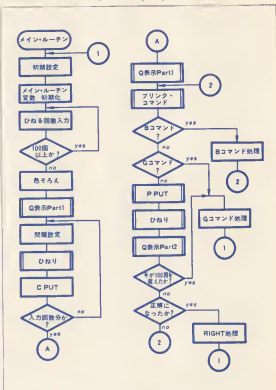 メイン・ルーチン
1
初期設定
メイン・ルーチン
変数 初期化
ひねる回数入力
100回
以上か?
yes
no
色そろえ
Q表示Part1
問題設定
ひねり
C PUT
入力回数分か
?
no
yes
A
A
Q表示Part1
2
プリンク・
コマンド
Bコマンド
?
yes
no
Bコマンド処理
2
Gコマンド
?
yes
no
P PUT
ひねり
Gコマンド処理
1
Q表示Part2
手が100回を
超えたか?
yes
no
正解に
なったか?
yes
no
2
RIGHT処理
1